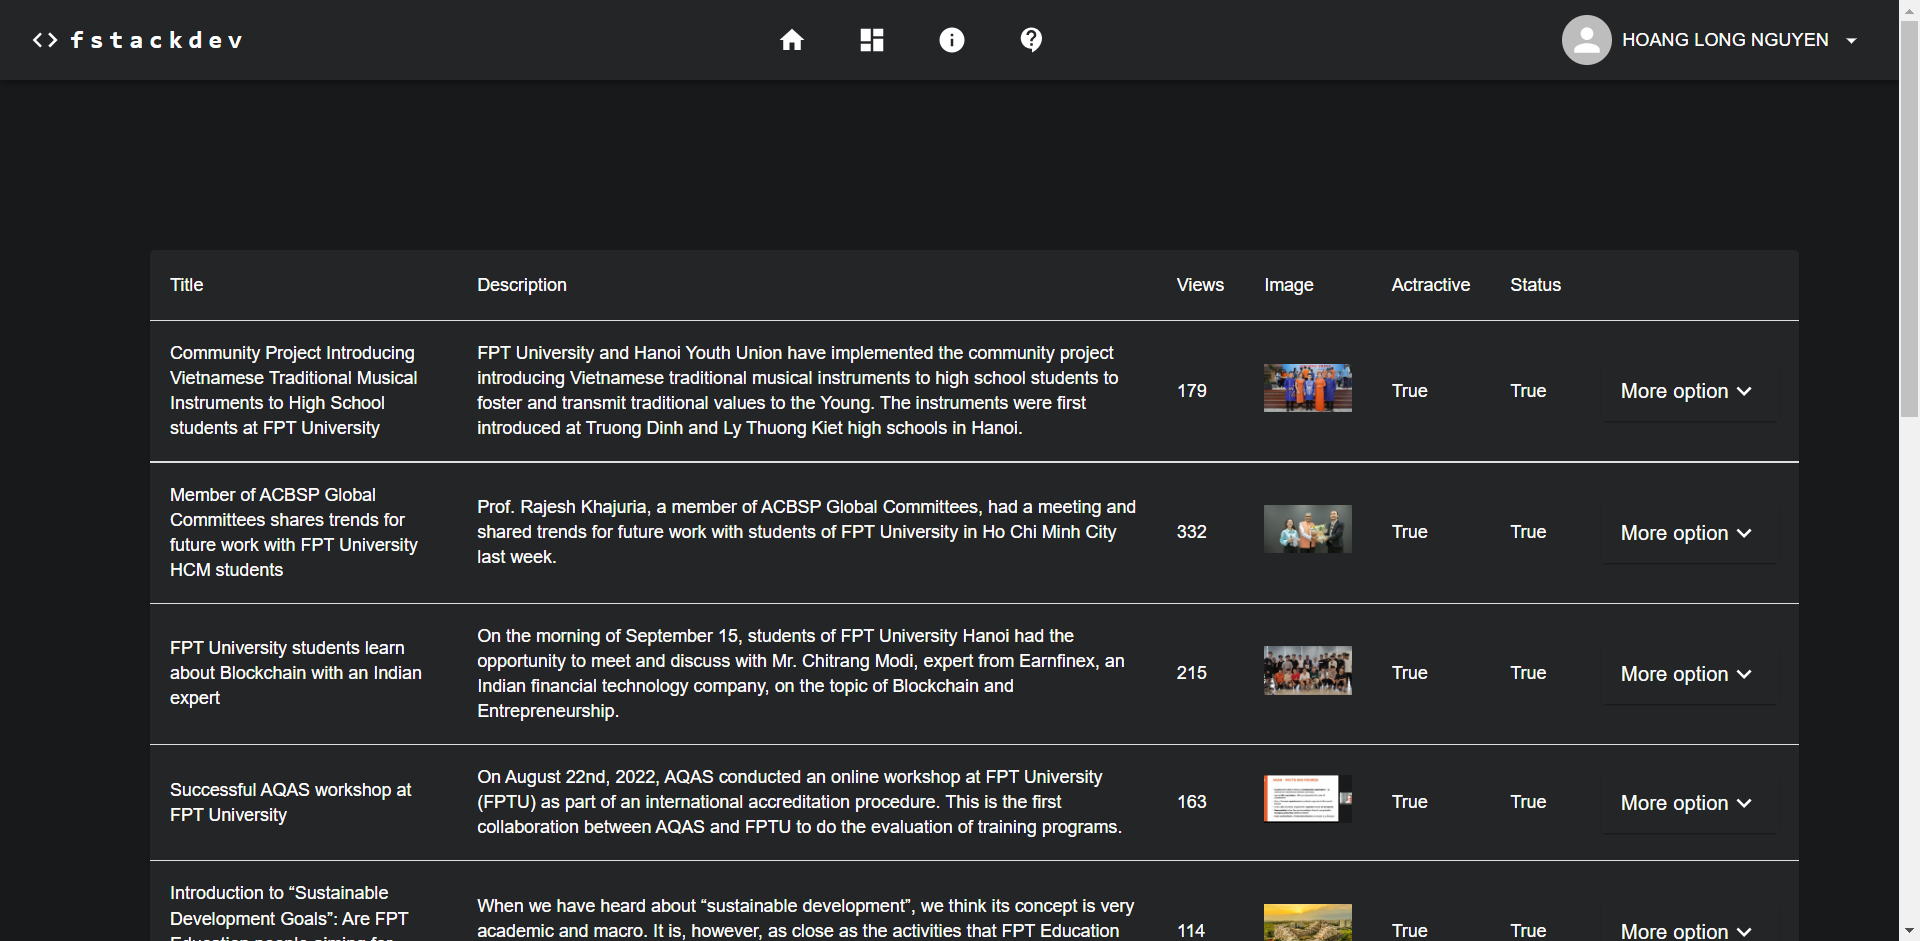 <> fstackdev
HOANG LONG NGUYEN
Title Description Views Image Actractive Status
Community Project Introducing
Vietnamese Traditional Musical
Instruments to High School
students at FPT University
FPT University and Hanoi Youth Union have implemented the community project
introducing Vietnamese traditional musical instruments to high school students to
foster and transmit traditional values to the Young. The instruments were first
introduced at Truong Dinh and Ly Thuong Kiet high schools in Hanoi.
179 True True More option
Member of ACBSP Global
Committees shares trends for
future work with FPT University
HCM students
Prof. Rajesh Khajuria, a member of ACBSP Global Committees, had a meeting and
shared trends for future work with students of FPT University in Ho Chi Minh City
last week.
332 True True More option
FPT University students learn
about Blockchain with an Indian
expert
On the morning of September 15, students of FPT University Hanoi had the
opportunity to meet and discuss with Mr. Chitrang Modi, expert from Earnfinex, an
Indian financial technology company, on the topic of Blockchain and
Entrepreneurship.
215 True True More option
Successful AQAS workshop at
FPT University
On August 22nd, 2022, AQAS conducted an online workshop at FPT University
(FPTU) as part of an international accreditation procedure. This is the first
collaboration between AQAS and FPTU to do the evaluation of training programs.
163 True True More option
Introduction to “Sustainable
Development Goals”: Are FPT
Education people aiming for
When we have heard about “sustainable development”, we think its concept is very
academic and macro. It is, however, as close as the activities that FPT Education
114 True True More option